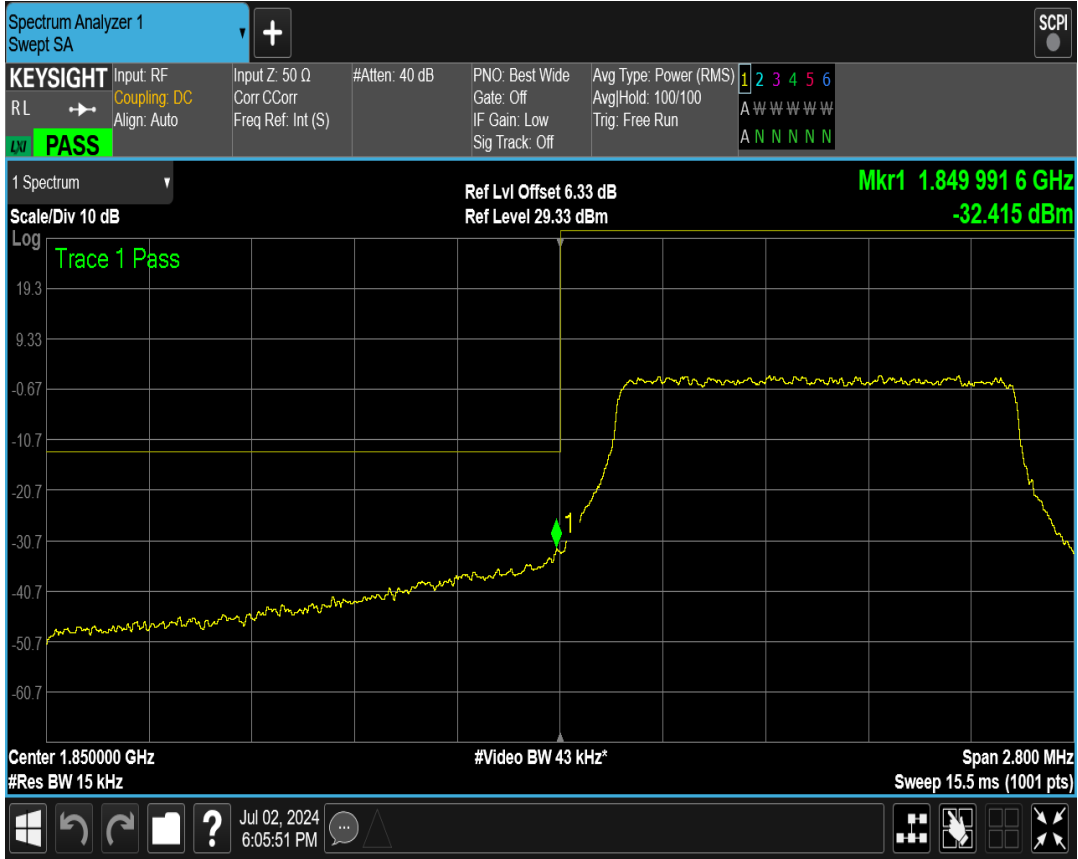 Spectrum Analyzer 1
Swept SA
SCPI
KEYSIGHT
RL
LXI PASS
Input: RF
Coupling: DC
Align: Auto
Input Z: 50 Ω
Corr CCorr
Freq Ref: Int (S)
#Atten: 40 dB
PNO: Best Wide
Gate: Off
IF Gain: Low
Sig Track: Off
Avg Type: Power (RMS)
Avg|Hold: 100/100
Trig: Free Run
1 2 3 4 5 6
A W W W W W
A N N N N N
1 Spectrum
Scale/Div 10 dB
Ref Lvl Offset 6.33 dB
Ref Level 29.33 dBm
Mkr1 1.849 991 6 GHz
-32.415 dBm
Log
Trace 1 Pass
19.3
9.33
-0.67
-10.7
-20.7
1
-30.7
-40.7
-50.7
-60.7
Center 1.850000 GHz
#Res BW 15 kHz
#Video BW 43 kHz*
Span 2.800 MHz
Sweep 15.5 ms (1001 pts)
?
Jul 02, 2024
6:05:51 PM